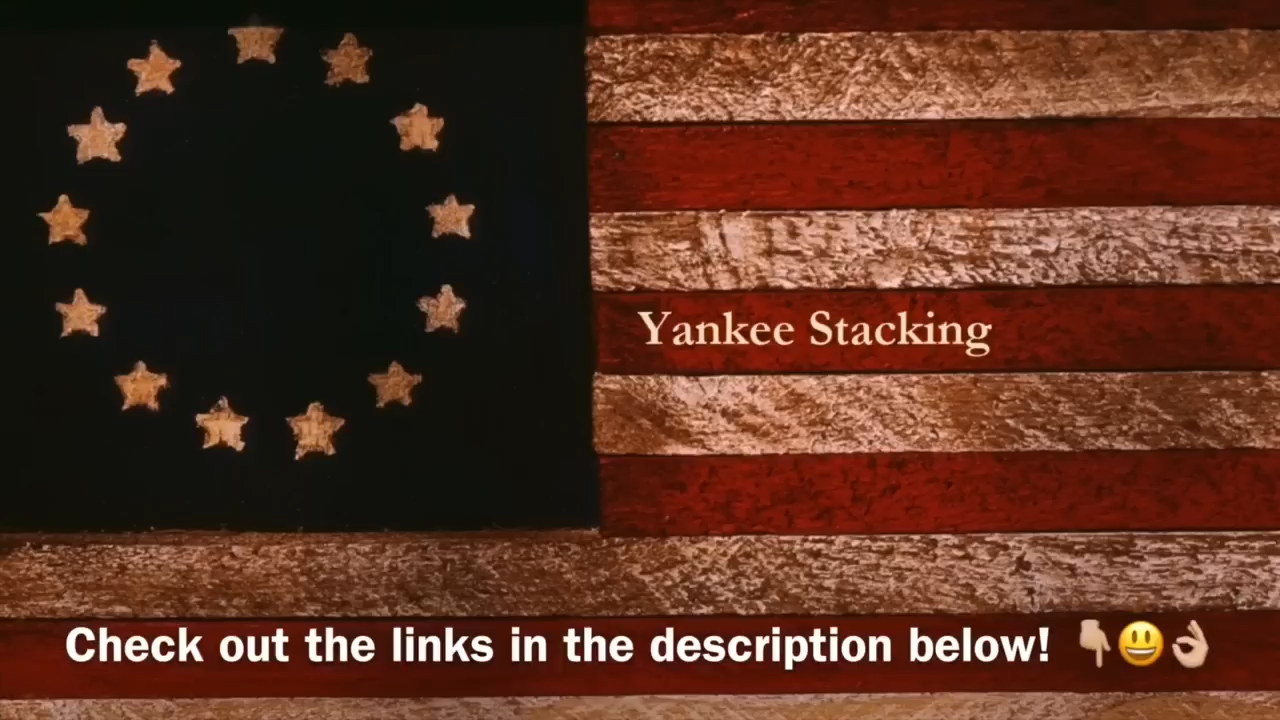 Yankee Stacking
Check out the links in the description below! 👇😃👌